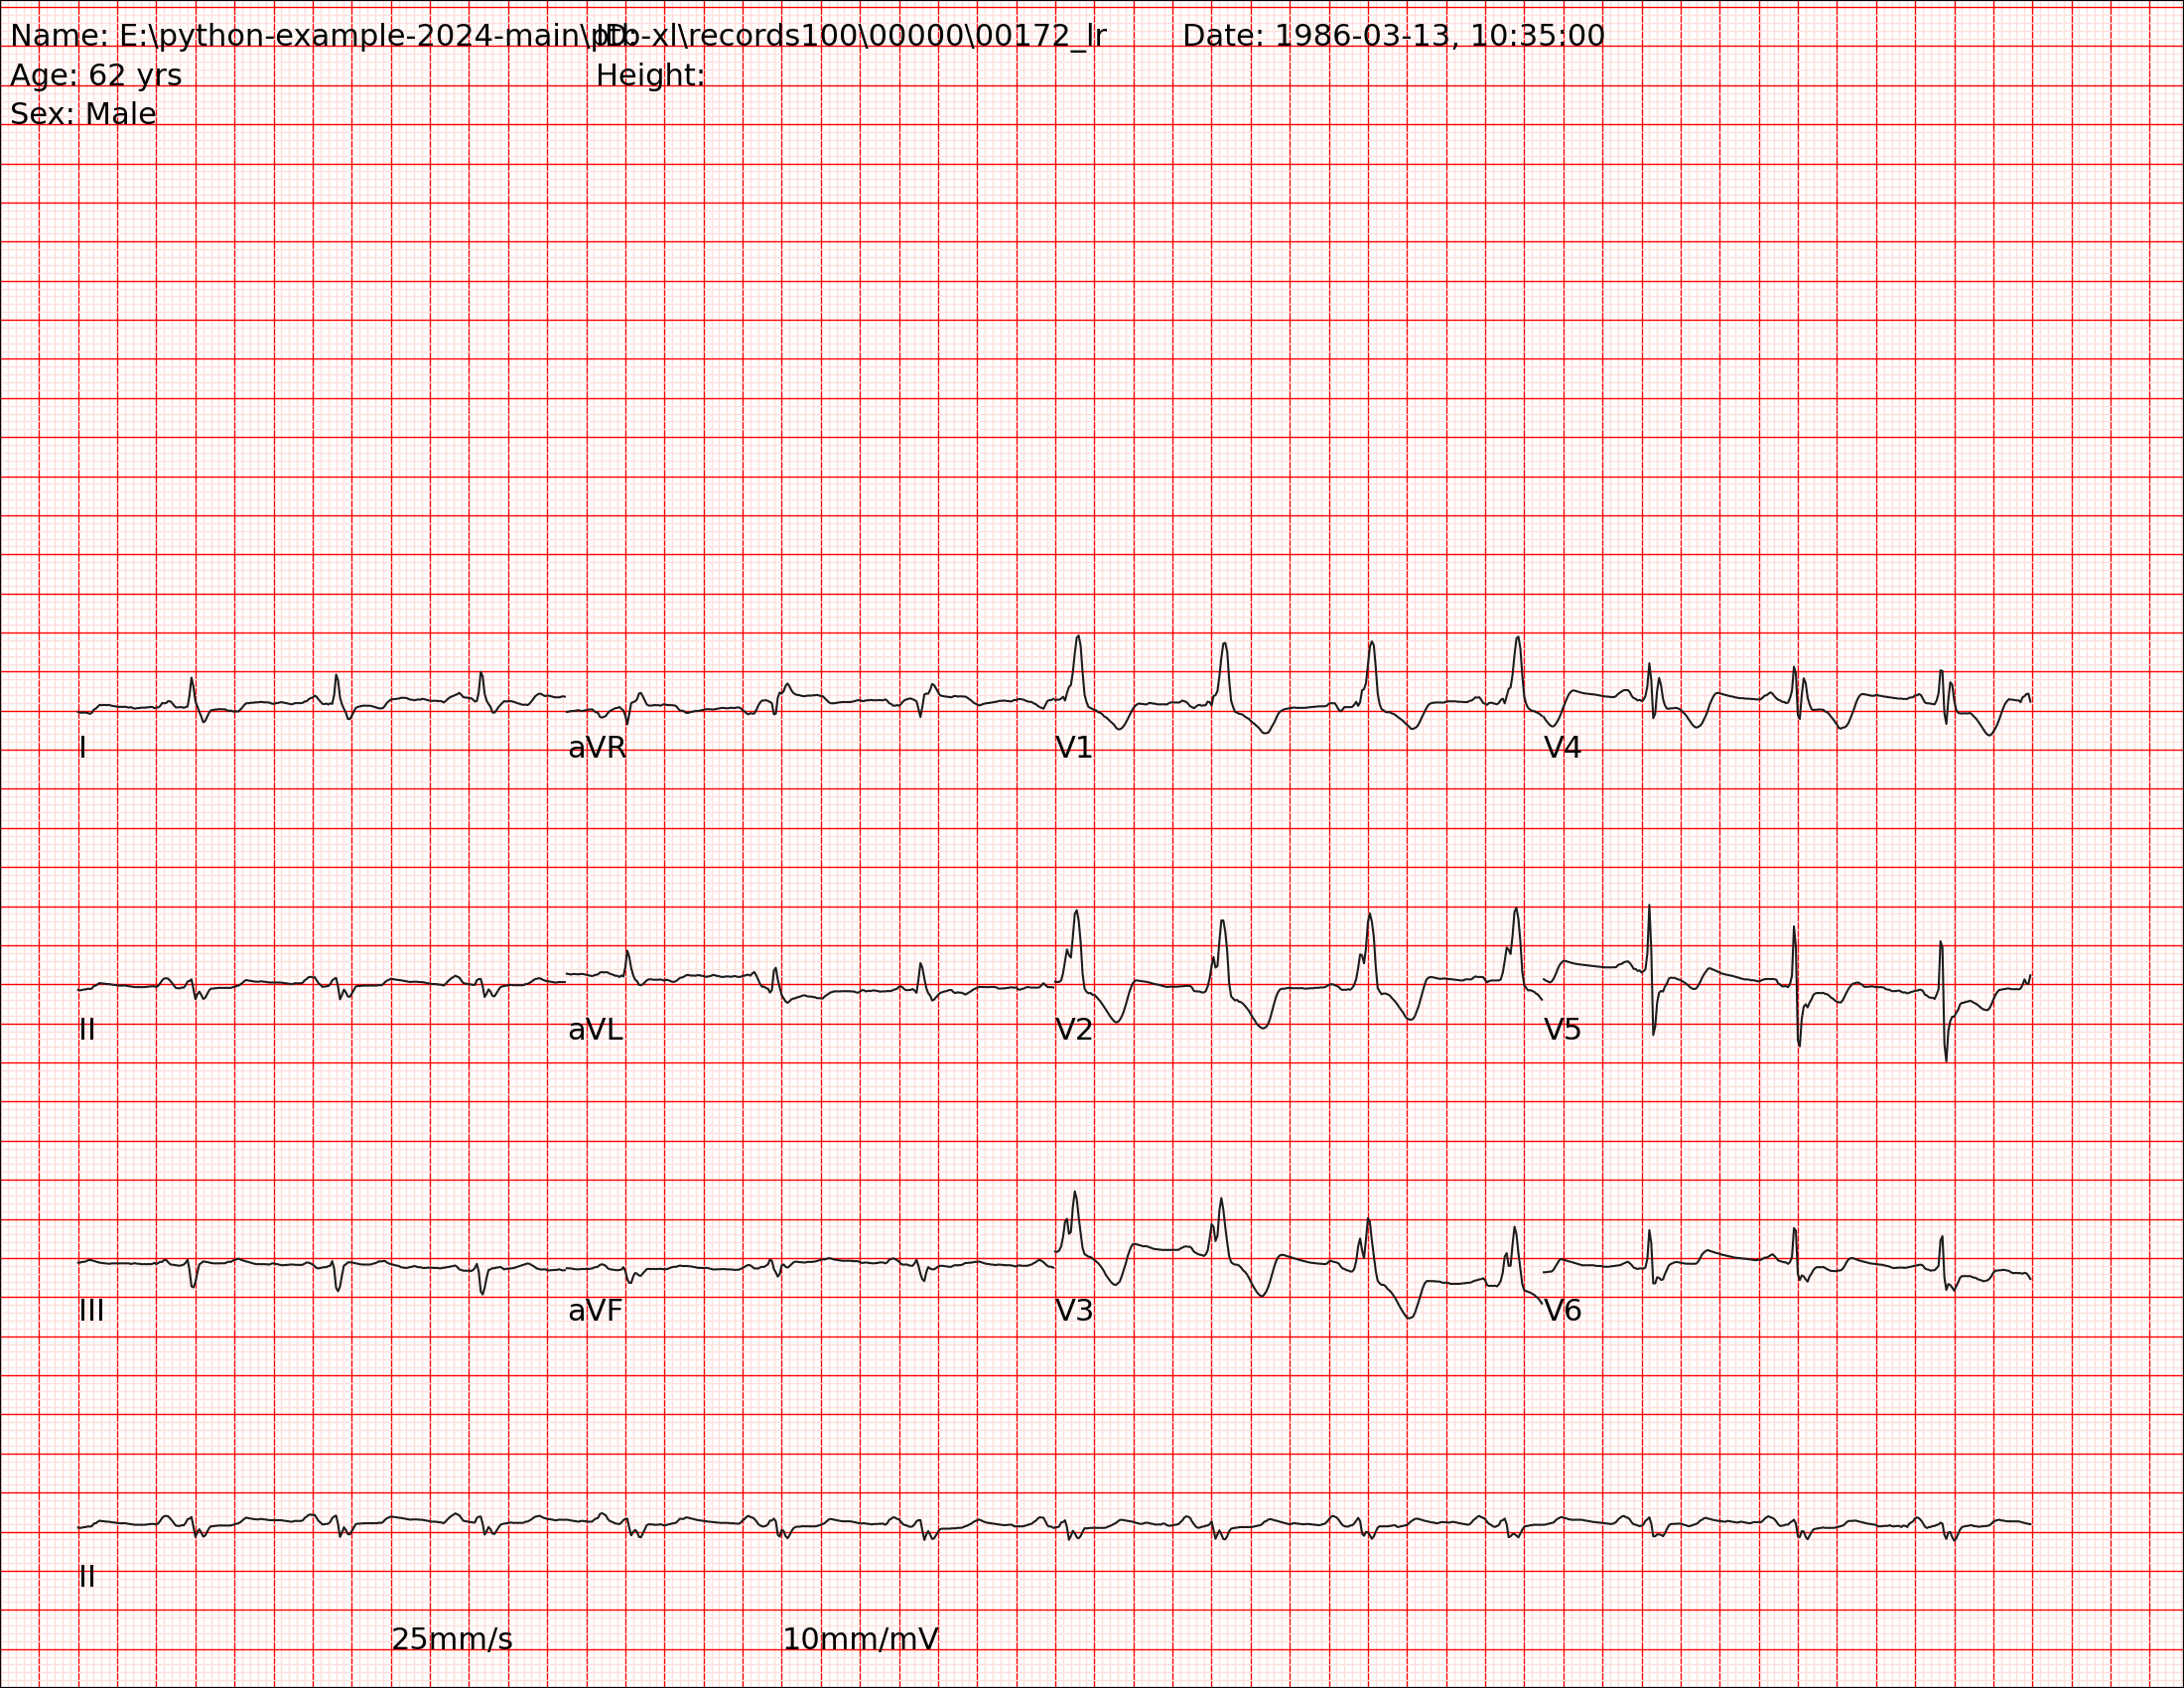 Name: E:\python-example-2024-main\ptb-xl\records100\00000\00172_lr ID: Date: 1986-03-13, 10:35:00
Age: 62 yrs Height:
Sex: Male
I aVR V1 V4
II aVL V2 V5
III aVF V3 V6
II
25mm/s 10mm/mV